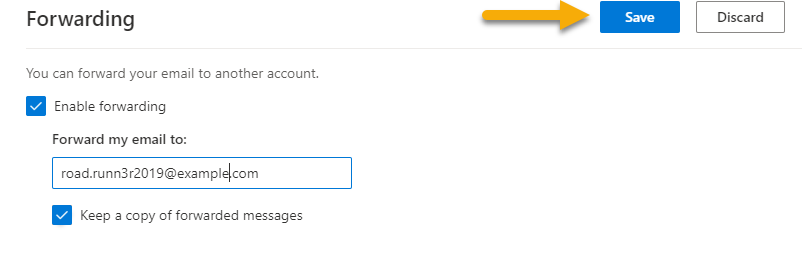 Forwarding
Save
Discard
You can forward your email to another account.
Enable forwarding
Forward my email to:
road.runn3r2019@example.com
Keep a copy of forwarded messages